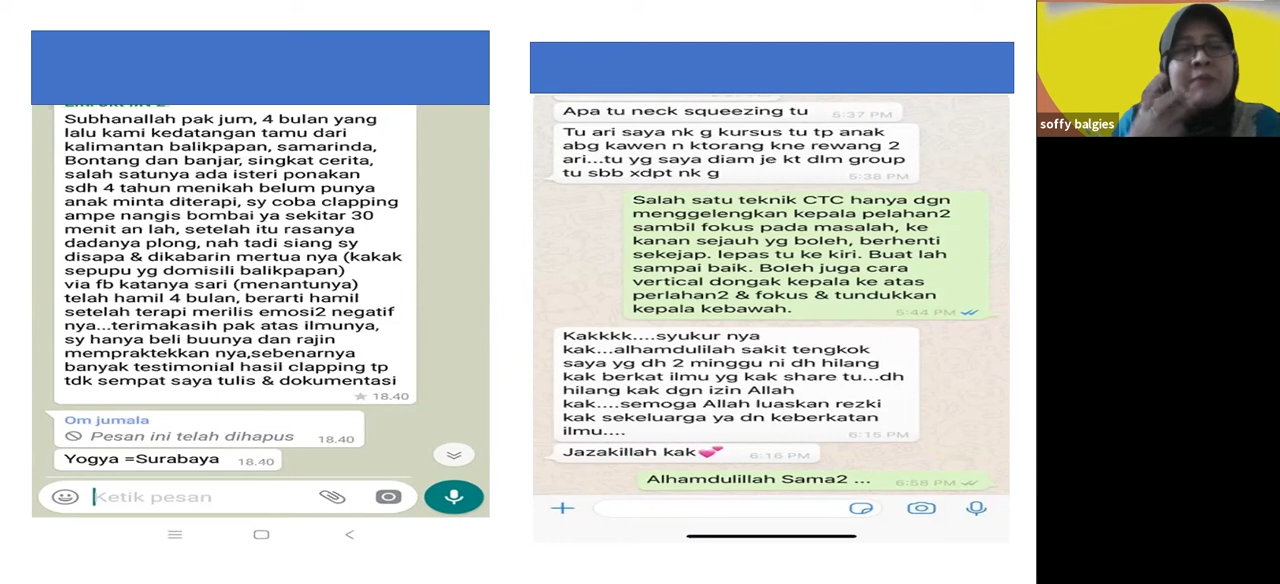 Subhanallah pak jum, 4 bulan yang
lalu kami kedatangan tamu dari
kalimantan balikpapan, samarinda,
Bontang dan banjar, singkat cerita,
salah satunya ada isteri ponakan
sdh 4 tahun menikah belum punya
anak minta diterapi, sy coba clapping
ampe nangis bombai ya sekitar 30
menit an lah, setelah itu rasanya
dadanya plong, nah tadi siang sy
disapa & dikabarin mertua nya (kakak
sepupu yg domisili balikpapan)
via fb katanya sari (menantunya)
telah hamil 4 bulan, berarti hamil
setelah terapi merilis emosi2 negatif
nya...terimakasih pak atas ilmunya,
sy hanya beli buunya dan rajin
mempraktekkan nya,sebenarnya
banyak testimonial hasil clapping tp
tdk sempat saya tulis & dokumentasi
18.40
Om jumala
Pesan ini telah dihapus 18.40
Yogya =Surabaya 18.40
Ketik pesan
Apa tu neck squeezing tu 5:37 PM
Tu ari saya nk g kursus tu tp anak
abg kawen n ktorang kne rewang 2
ari...tu yg saya diam je kt dlm group
tu sbb xdpt nk g 5:38 PM
Salah satu teknik CTC hanya dgn
menggelengkan kepala pelahan2
sambil fokus pada masalah, ke
kanan sejauh yg boleh, berhenti
sekejap. lepas tu ke kiri. Buat lah
sampai baik. Boleh juga cara
vertical dongak kepala ke atas
perlahan2 & fokus & tundukkan
kepala kebawah. 5:44 PM
Kakkkk....syukur nya
kak...alhamdulilah sakit tengkok
saya yg dh 2 minggu ni dh hilang
kak berkat ilmu yg kak share tu...dh
hilang kak dgn izin Allah
kak....semoga Allah luaskan rezki
kak sekeluarga ya dn keberkatan
ilmu.... 6:15 PM
Jazakillah kak💕 6:16 PM
Alhamdulillah Sama2 ... 6:58 PM
soffy balgies